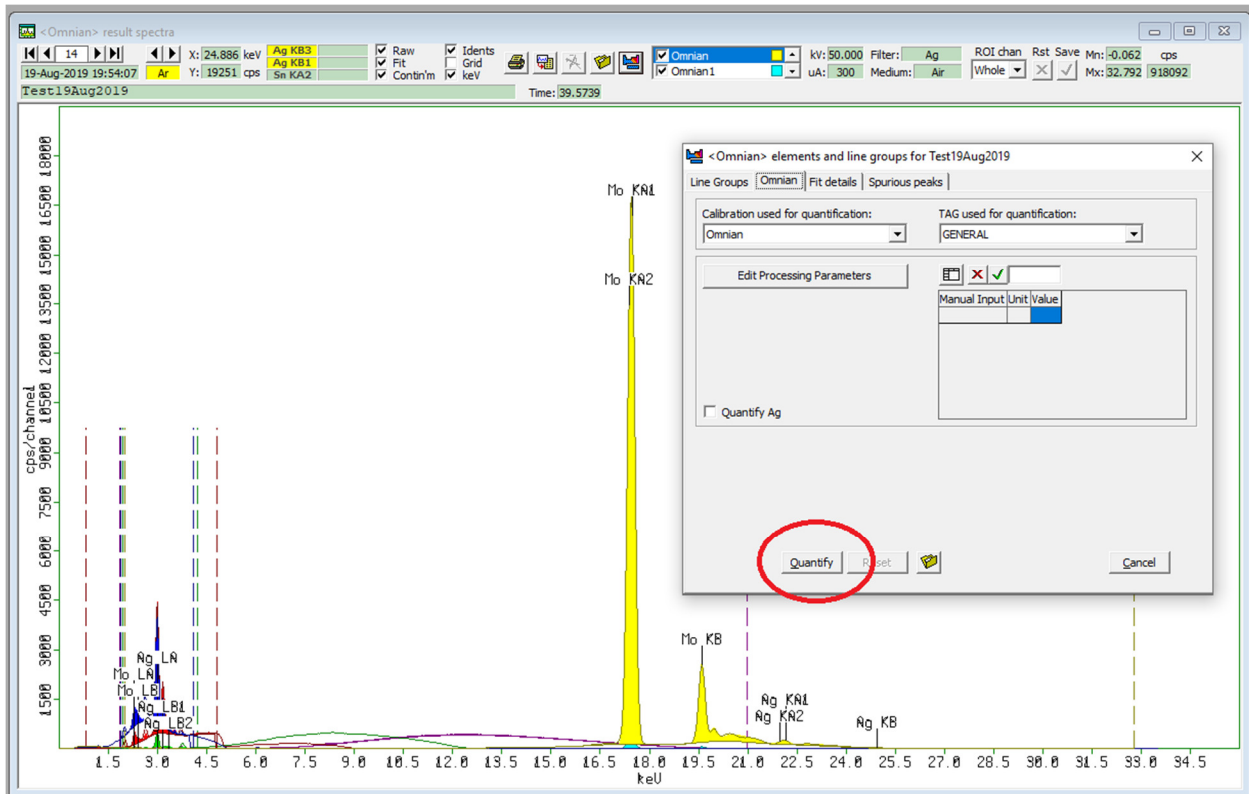 <Omnian> result spectra
14 X: 24.886 keV Ag KB3 Raw Idents Omnian kV: 50.000 Filter: Ag ROI chan Rst Save Mn: -0.062 cps
Ag KB1 Fit Grid
19-Aug-2019 19:54:07 Ar Y: 19251 cps Sn KA2 Contin'm keV Omnian1 uA: 300 Medium: Air Whole Mx: 32.792 918092
Test19Aug2019 Time: 39.5739
<Omnian> elements and line groups for Test19Aug2019
Line Groups Omnian Fit details Spurious peaks
Calibration used for quantification: TAG used for quantification:
Omnian GENERAL
Edit Processing Parameters
Manual Input Unit Value
Quantify Ag
Quantify Reset Cancel
cps/channel
18000
16500
15000
13500
12000
10500
9000
7500
6000
4500
3000
1500
Mo KA1
Mo KA2
Mo KB
Ag LA
Mo LA
Mo LB
Ag LB1
Ag LB2
Ag KA1
Ag KA2
Ag KB
1.5 3.0 4.5 6.0 7.5 9.0 10.5 12.0 13.5 15.0 16.5 18.0 19.5 21.0 22.5 24.0 25.5 27.0 28.5 30.0 31.5 33.0 34.5
keV